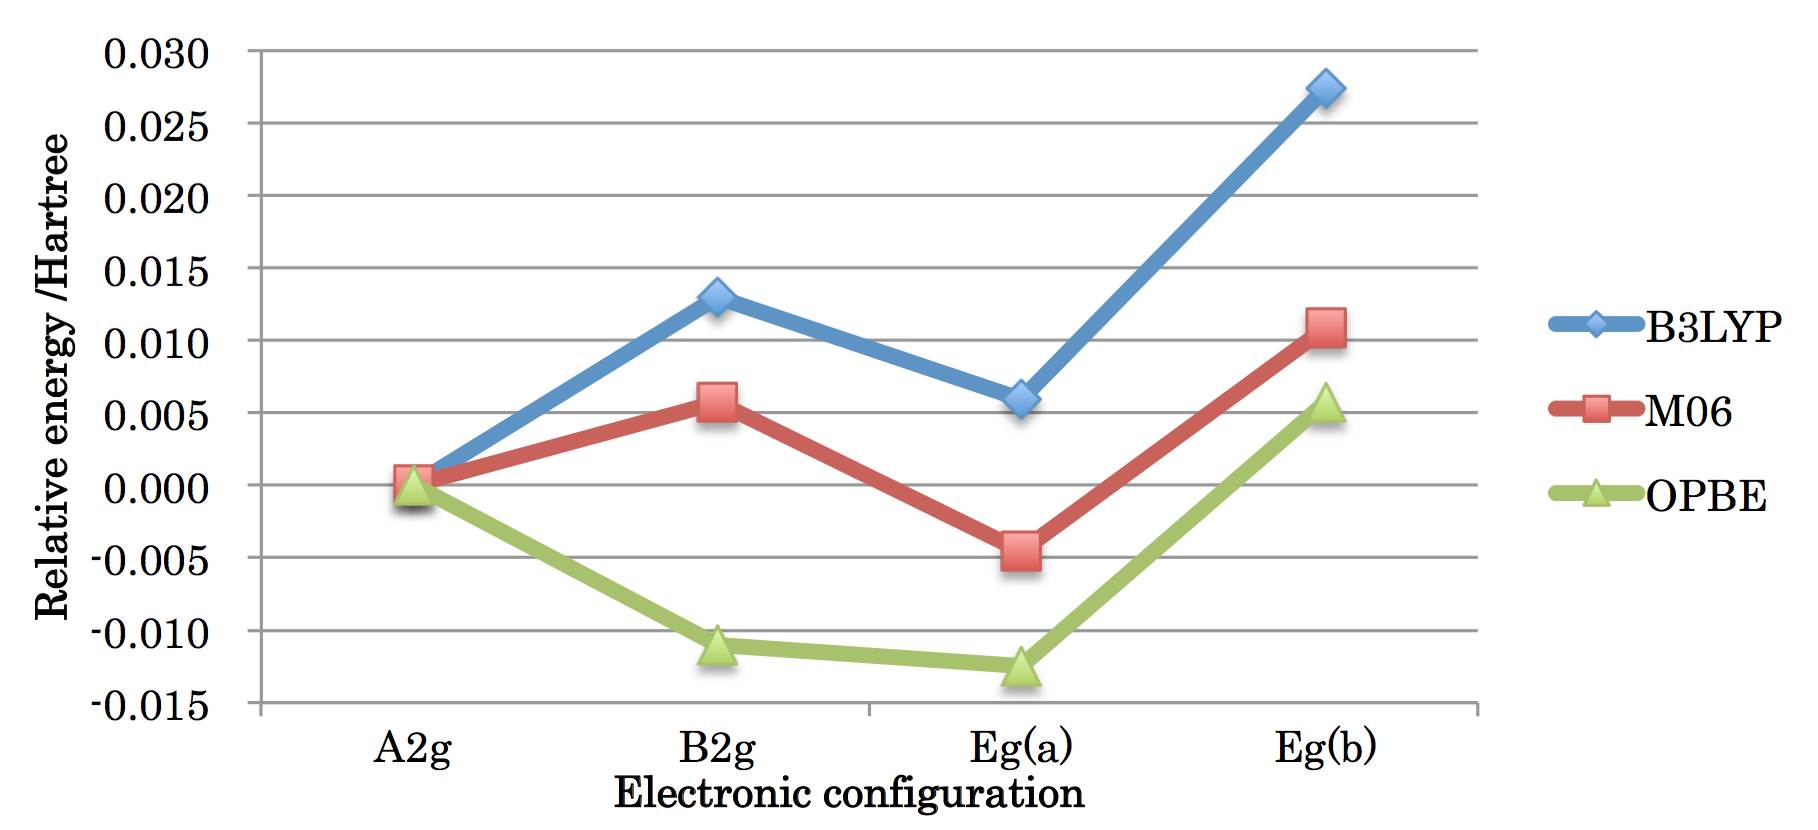 0.030
0.025
0.020
0.015
0.010
0.005
0.000
-0.005
-0.010
-0.015
Relative energy /Hartree
A2g B2g Eg(a) Eg(b)
Electronic configuration
B3LYP
M06
OPBE